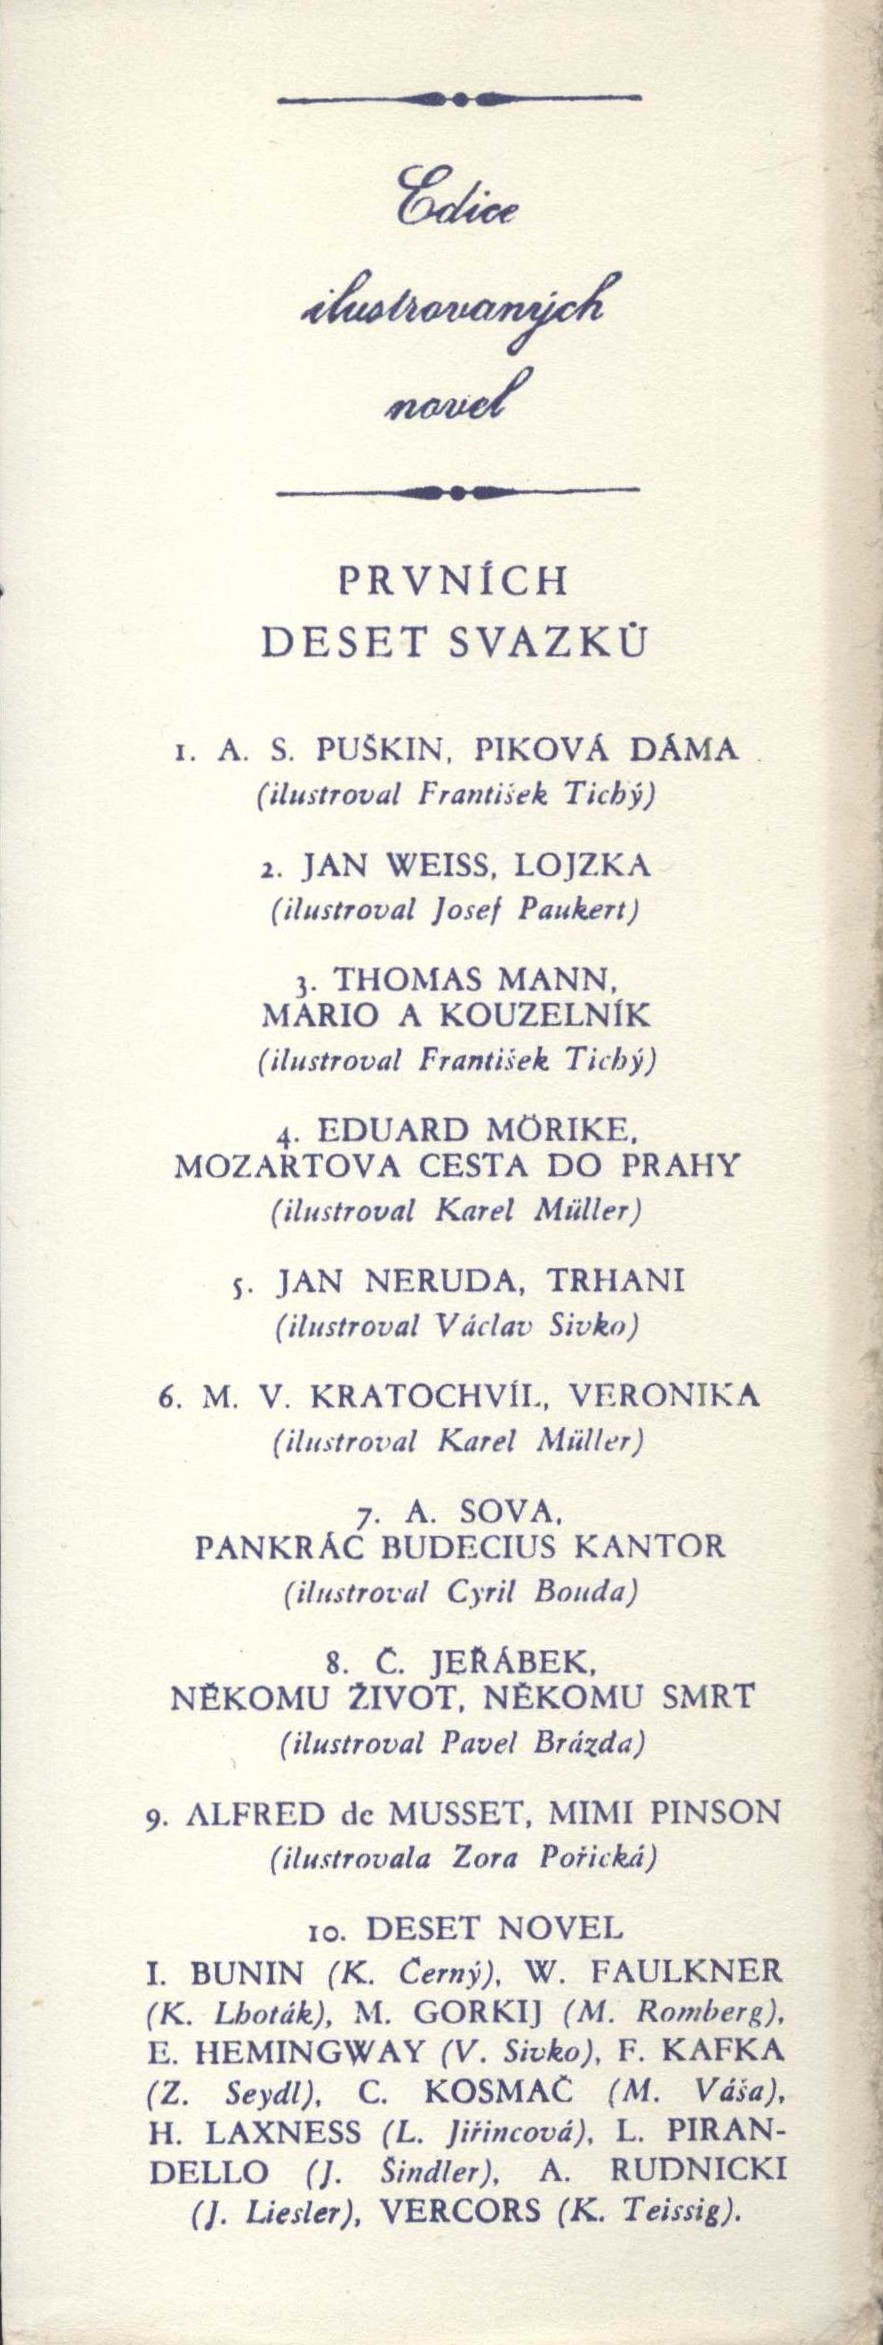 Edice
ilustrovaných
novel
PRVNÍCH
DESET SVAZKŮ
1. A. S. PUŠKIN, PIKOVÁ DÁMA
(ilustroval František Tichý)
2. JAN WEISS, LOJZKA
(ilustroval Josef Paukert)
3. THOMAS MANN,
MARIO A KOUZELNÍK
(ilustroval František Tichý)
4. EDUARD MÖRIKE,
MOZARTOVA CESTA DO PRAHY
(ilustroval Karel Müller)
5. JAN NERUDA, TRHANI
(ilustroval Václav Sivko)
6. M. V. KRATOCHVÍL, VERONIKA
(ilustroval Karel Müller)
7. A. SOVA,
PANKRÁC BUDECIUS KANTOR
(ilustroval Cyril Bouda)
8. Č. JEŘÁBEK,
NĚKOMU ŽIVOT, NĚKOMU SMRT
(ilustroval Pavel Brázda)
9. ALFRED de MUSSET, MIMI PINSON
(ilustrovala Zora Pořická)
10. DESET NOVEL
I. BUNIN (K. Černý), W. FAULKNER
(K. Lhoták), M. GORKIJ (M. Romberg),
E. HEMINGWAY (V. Sivko), F. KAFKA
(Z. Seydl), C. KOSMAČ (M. Váša),
H. LAXNESS (L. Jiřincová), L. PIRAN-
DELLO (J. Šindler), A. RUDNICKI
(J. Liesler), VERCORS (K. Teissig).